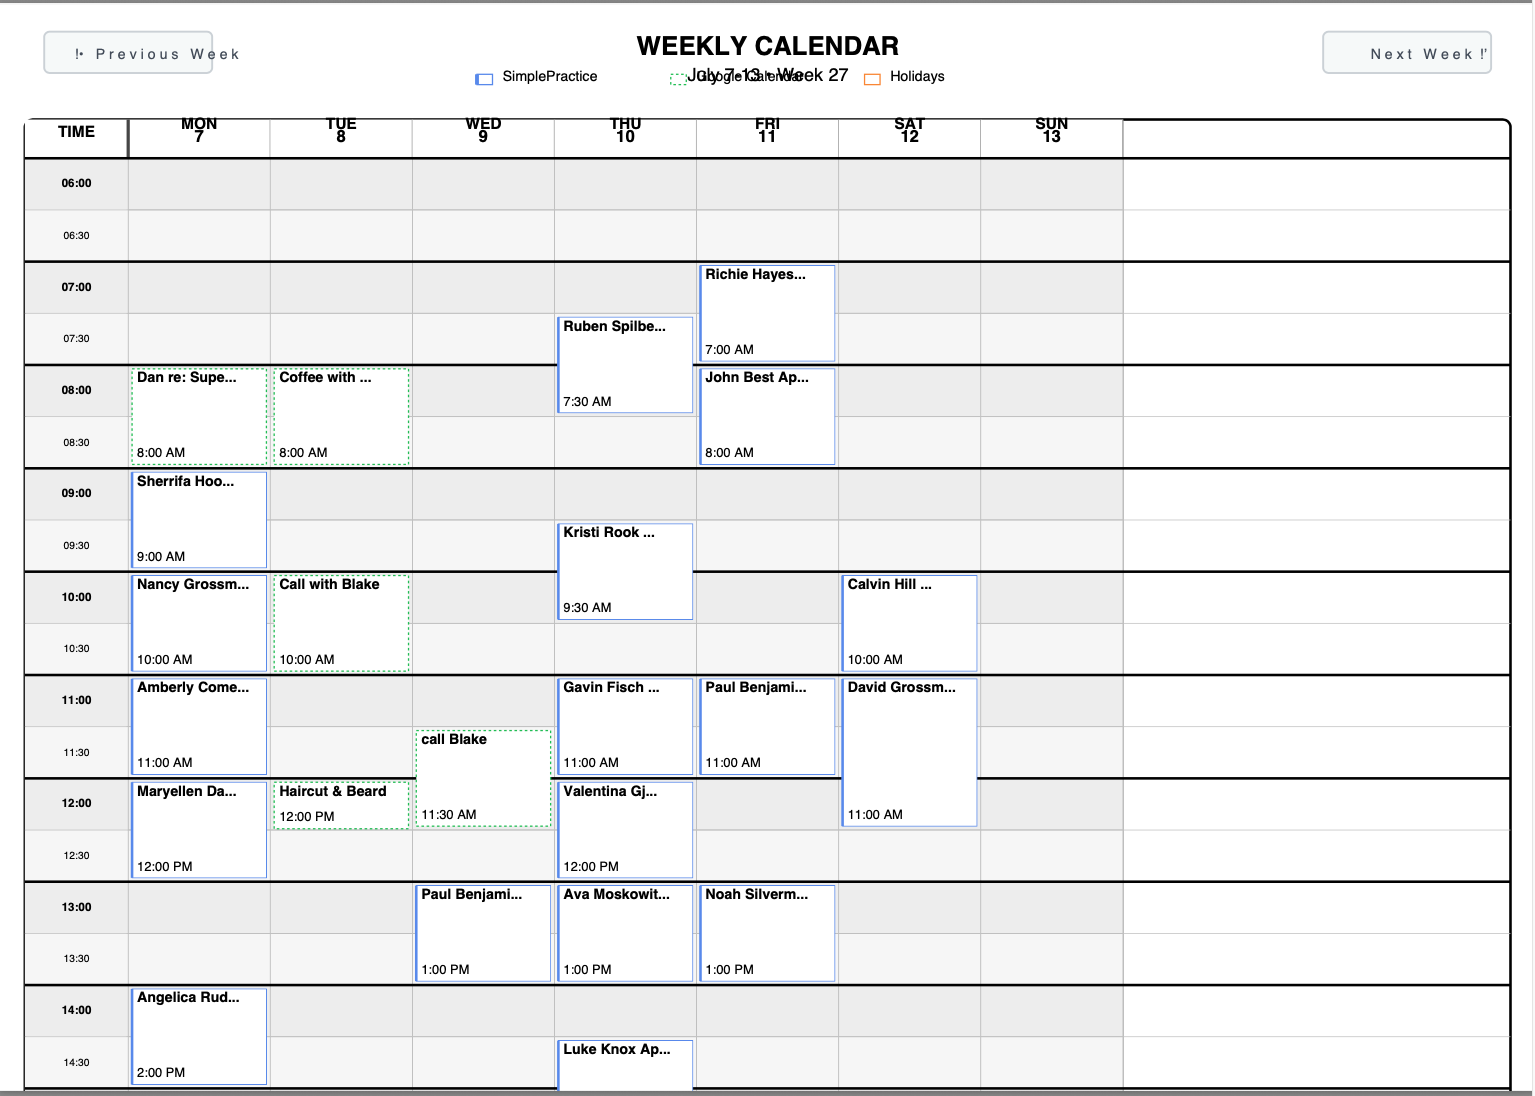 !• Previous Week
WEEKLY CALENDAR
Next Week !'
July 7-13 • Week 27
SimplePractice
Google Calendar
Holidays
TIME
MON
7
TUE
8
WED
9
THU
10
FRI
11
SAT
12
SUN
13
06:00
06:30
07:00
Richie Hayes...
7:00 AM
07:30
Ruben Spilbe...
7:30 AM
08:00
Dan re: Supe...
8:00 AM
Coffee with ...
8:00 AM
John Best Ap...
8:00 AM
08:30
09:00
Sherrifa Hoo...
9:00 AM
09:30
Kristi Rook ...
9:30 AM
10:00
Nancy Grossm...
10:00 AM
Call with Blake
10:00 AM
Calvin Hill ...
10:00 AM
10:30
11:00
Amberly Come...
11:00 AM
Gavin Fisch ...
11:00 AM
Paul Benjami...
11:00 AM
David Grossm...
11:00 AM
11:30
call Blake
11:30 AM
12:00
Maryellen Da...
12:00 PM
Haircut & Beard
12:00 PM
Valentina Gj...
12:00 PM
12:30
13:00
Paul Benjami...
1:00 PM
Ava Moskowit...
1:00 PM
Noah Silverm...
1:00 PM
13:30
14:00
Angelica Rud...
2:00 PM
14:30
Luke Knox Ap...